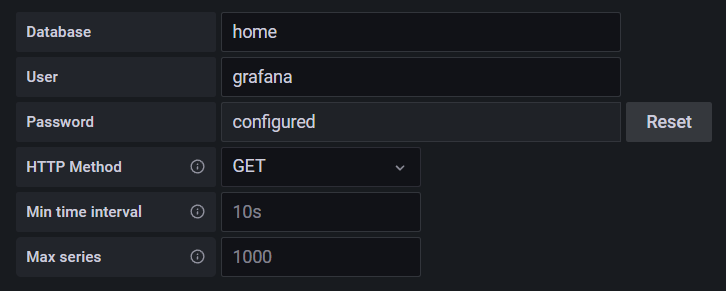 Database home
User grafana
Password configured Reset
HTTP Method GET
Min time interval 10s
Max series 1000